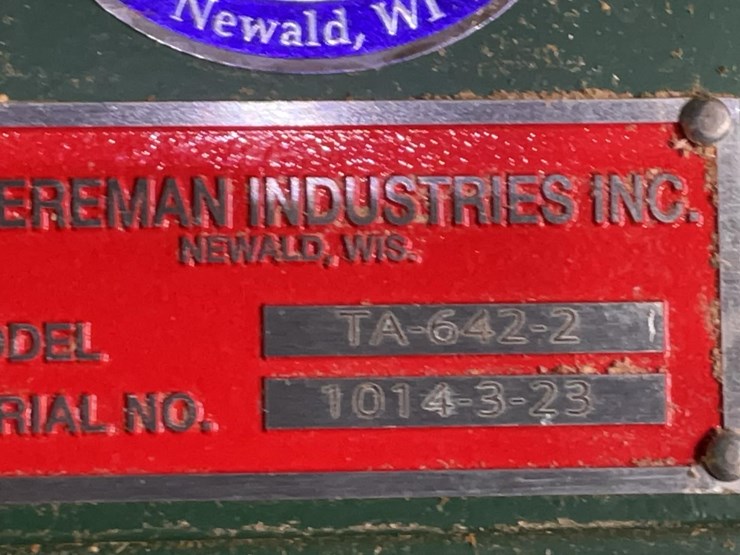 Newald, WI
EREMAN INDUSTRIES INC.
NEWALD, WIS.
ODEL TA-642-2
RIAL NO. 1014-3-23